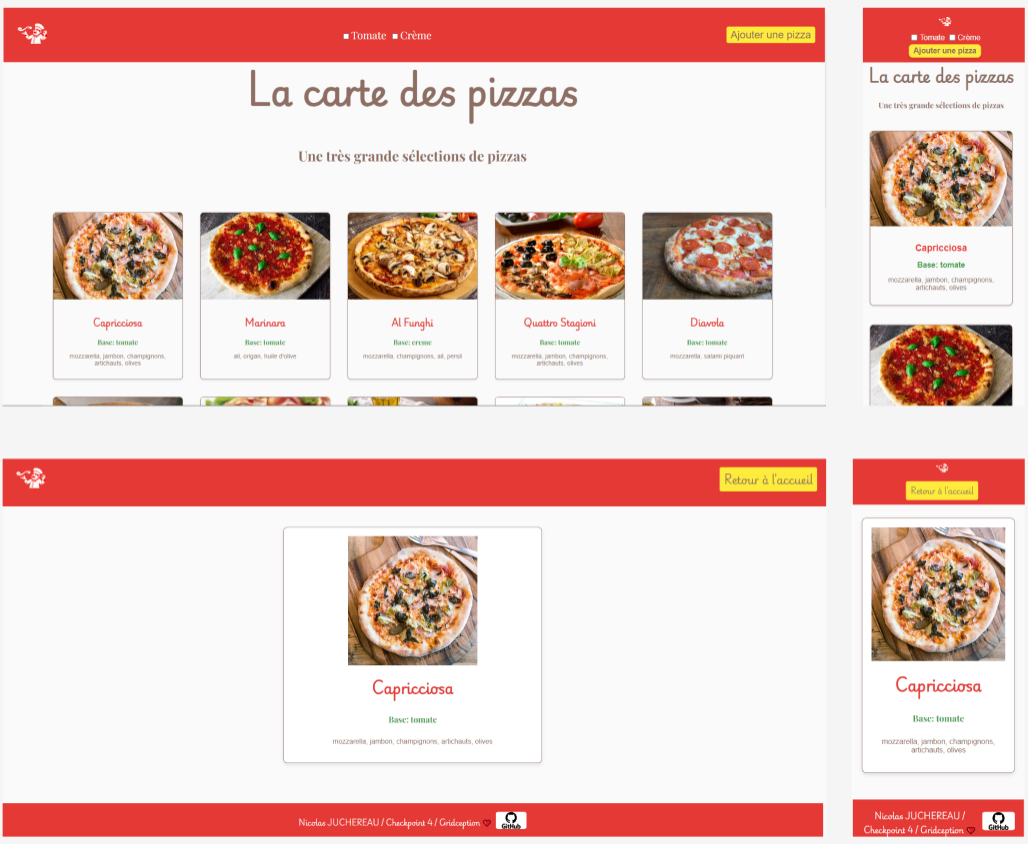 Tomate Crème
Ajouter une pizza
La carte des pizzas
Une très grande sélections de pizzas
Capricciosa
Base: tomate
mozzarella, jambon, champignons,
artichauts, olives
Marinara
Base: tomate
ail, origan, huile d'olive
Al Funghi
Base: creme
mozzarella, champignons, ail, persil
Quattro Stagioni
Base: tomate
mozzarella, jambon, champignons,
artichauts, olives
Diavola
Base: tomate
mozzarella, salami piquant
Tomate Crème
Ajouter une pizza
La carte des pizzas
Une très grande sélections de pizzas
Capricciosa
Base: tomate
mozzarella, jambon, champignons,
artichauts, olives
Retour à l'accueil
Capricciosa
Base: tomate
mozzarella, jambon, champignons, artichauts, olives
Nicolas JUCHEREAU / Checkpoint 4 / Gridception
GitHub
Retour à l'accueil
Capricciosa
Base: tomate
mozzarella, jambon, champignons,
artichauts, olives
Nicolas JUCHEREAU /
Checkpoint 4 / Gridception
GitHub